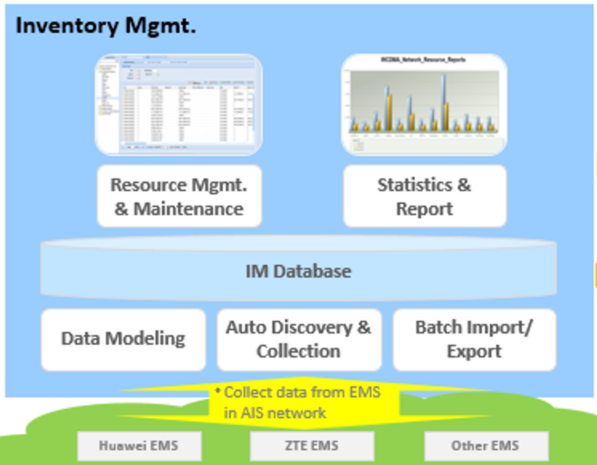 Inventory Mgmt.
WCDMA_Network_Resource_Reports
Resource Mgmt.
& Maintenance
Statistics &
Report
IM Database
Data Modeling
Auto Discovery &
Collection
Batch Import/
Export
• Collect data from EMS
in AIS network
Huawei EMS
ZTE EMS
Other EMS